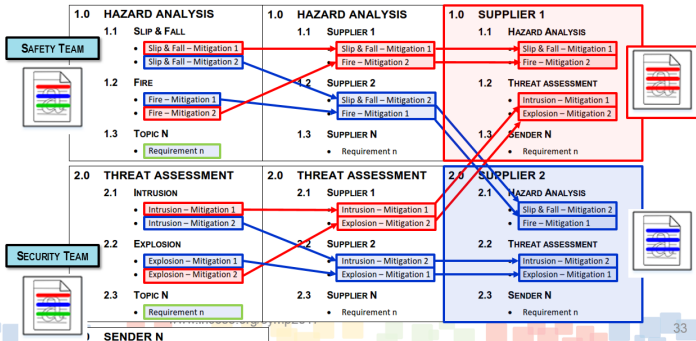 SAFETY TEAM
SECURITY TEAM
1.0 HAZARD ANALYSIS
1.1 SLIP & FALL
• Slip & Fall – Mitigation 1
• Slip & Fall – Mitigation 2
1.2 FIRE
• Fire – Mitigation 1
• Fire – Mitigation 2
1.3 TOPIC N
• Requirement n
2.0 THREAT ASSESSMENT
2.1 INTRUSION
• Intrusion – Mitigation 1
• Intrusion – Mitigation 2
2.2 EXPLOSION
• Explosion – Mitigation 1
• Explosion – Mitigation 2
2.3 TOPIC N
• Requirement n
SENDER N
1.0 HAZARD ANALYSIS
1.1 SUPPLIER 1
Slip & Fall – Mitigation 1
Fire – Mitigation 2
1.2 SUPPLIER 2
Slip & Fall – Mitigation 2
Fire – Mitigation 1
1.3 SUPPLIER N
• Requirement n
2.0 THREAT ASSESSMENT
2.1 SUPPLIER 1
Intrusion – Mitigation 1
Explosion – Mitigation 2
2.2 SUPPLIER 2
Intrusion – Mitigation 2
Explosion – Mitigation 1
2.3 SUPPLIER N
• Requirement n
1.0 SUPPLIER 1
1.1 HAZARD ANALYSIS
Slip & Fall – Mitigation 1
Fire – Mitigation 2
1.2 THREAT ASSESSMENT
• Intrusion – Mitigation 1
• Explosion – Mitigation 2
1.3 SENDER N
• Requirement n
2.0 SUPPLIER 2
2.1 HAZARD ANALYSIS
Slip & Fall – Mitigation 2
• Fire – Mitigation 1
2.2 THREAT ASSESSMENT
Intrusion – Mitigation 2
Explosion – Mitigation 1
2.3 SENDER N
• Requirement n
33